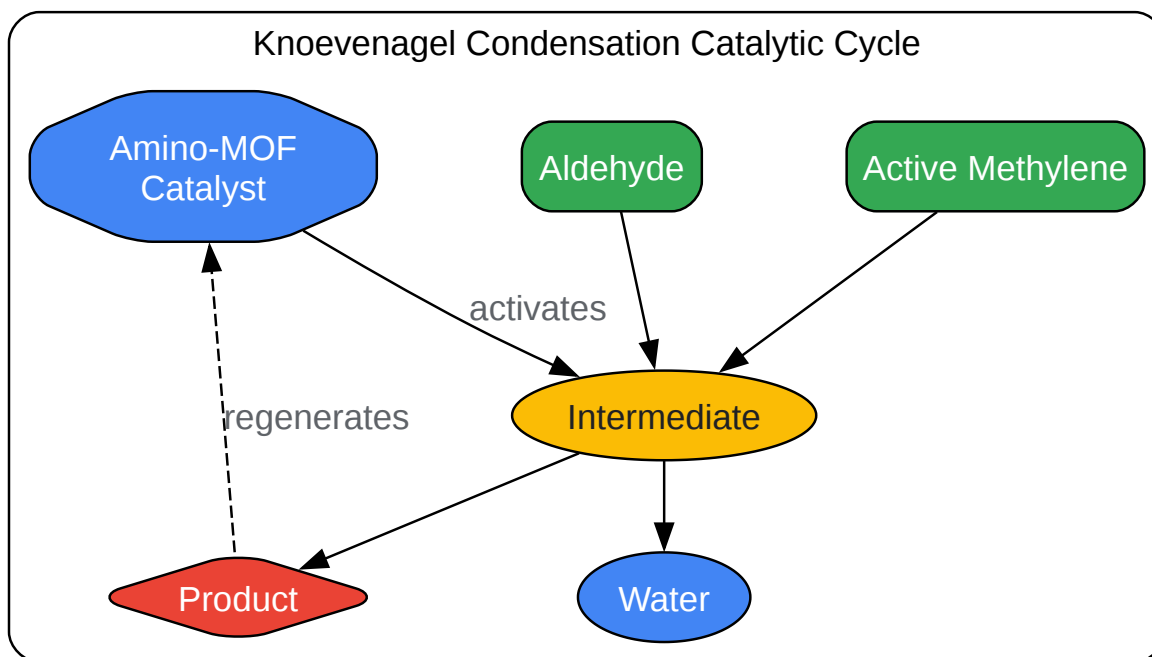 Knoevenagel Condensation Catalytic Cycle
Amino-MOF
Catalyst
Aldehyde
Active Methylene
activates
regenerates
Intermediate
Product
Water